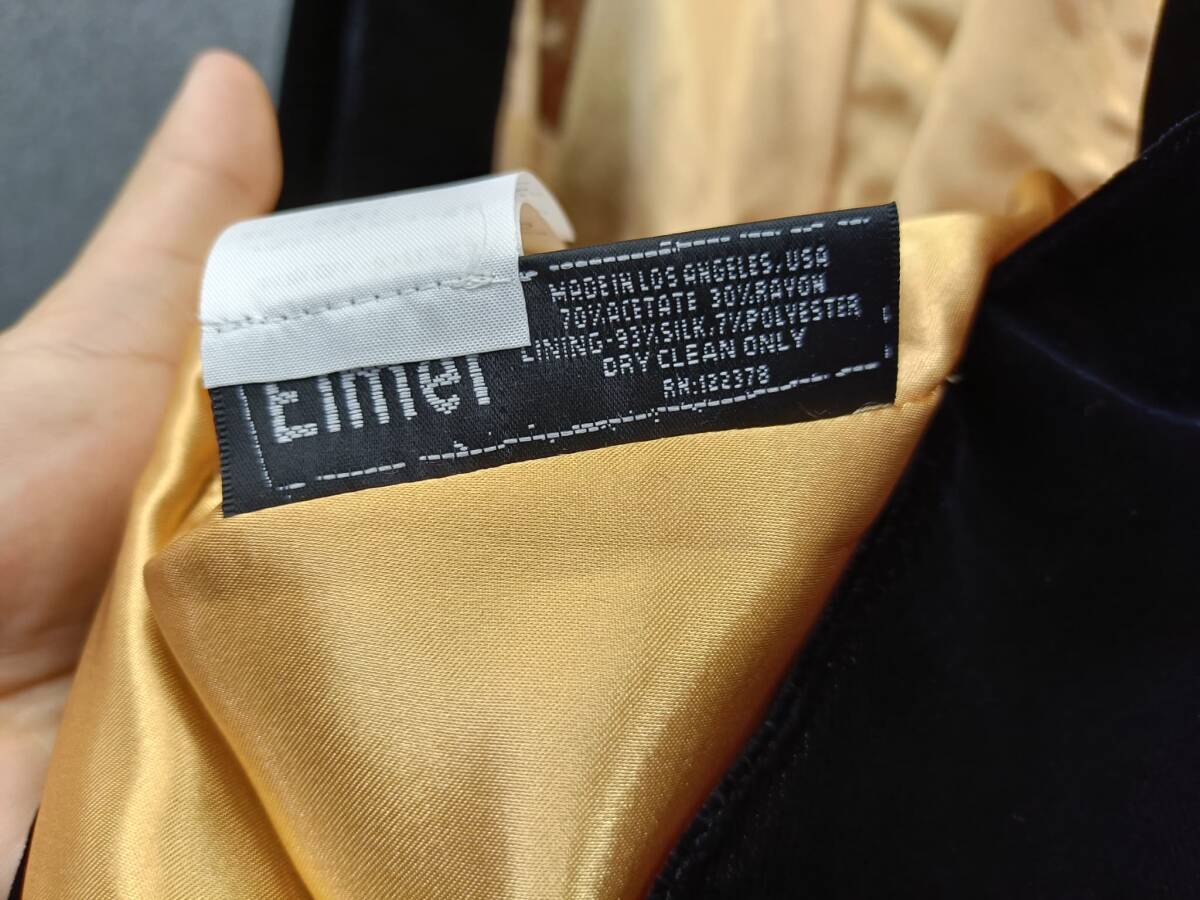 MADE IN LOS ANGELES, USA
70% ACETATE 30% RAYON
LINING-93% SILK, 7% POLYESTER
DRY CLEAN ONLY
RN:122378
Elmer